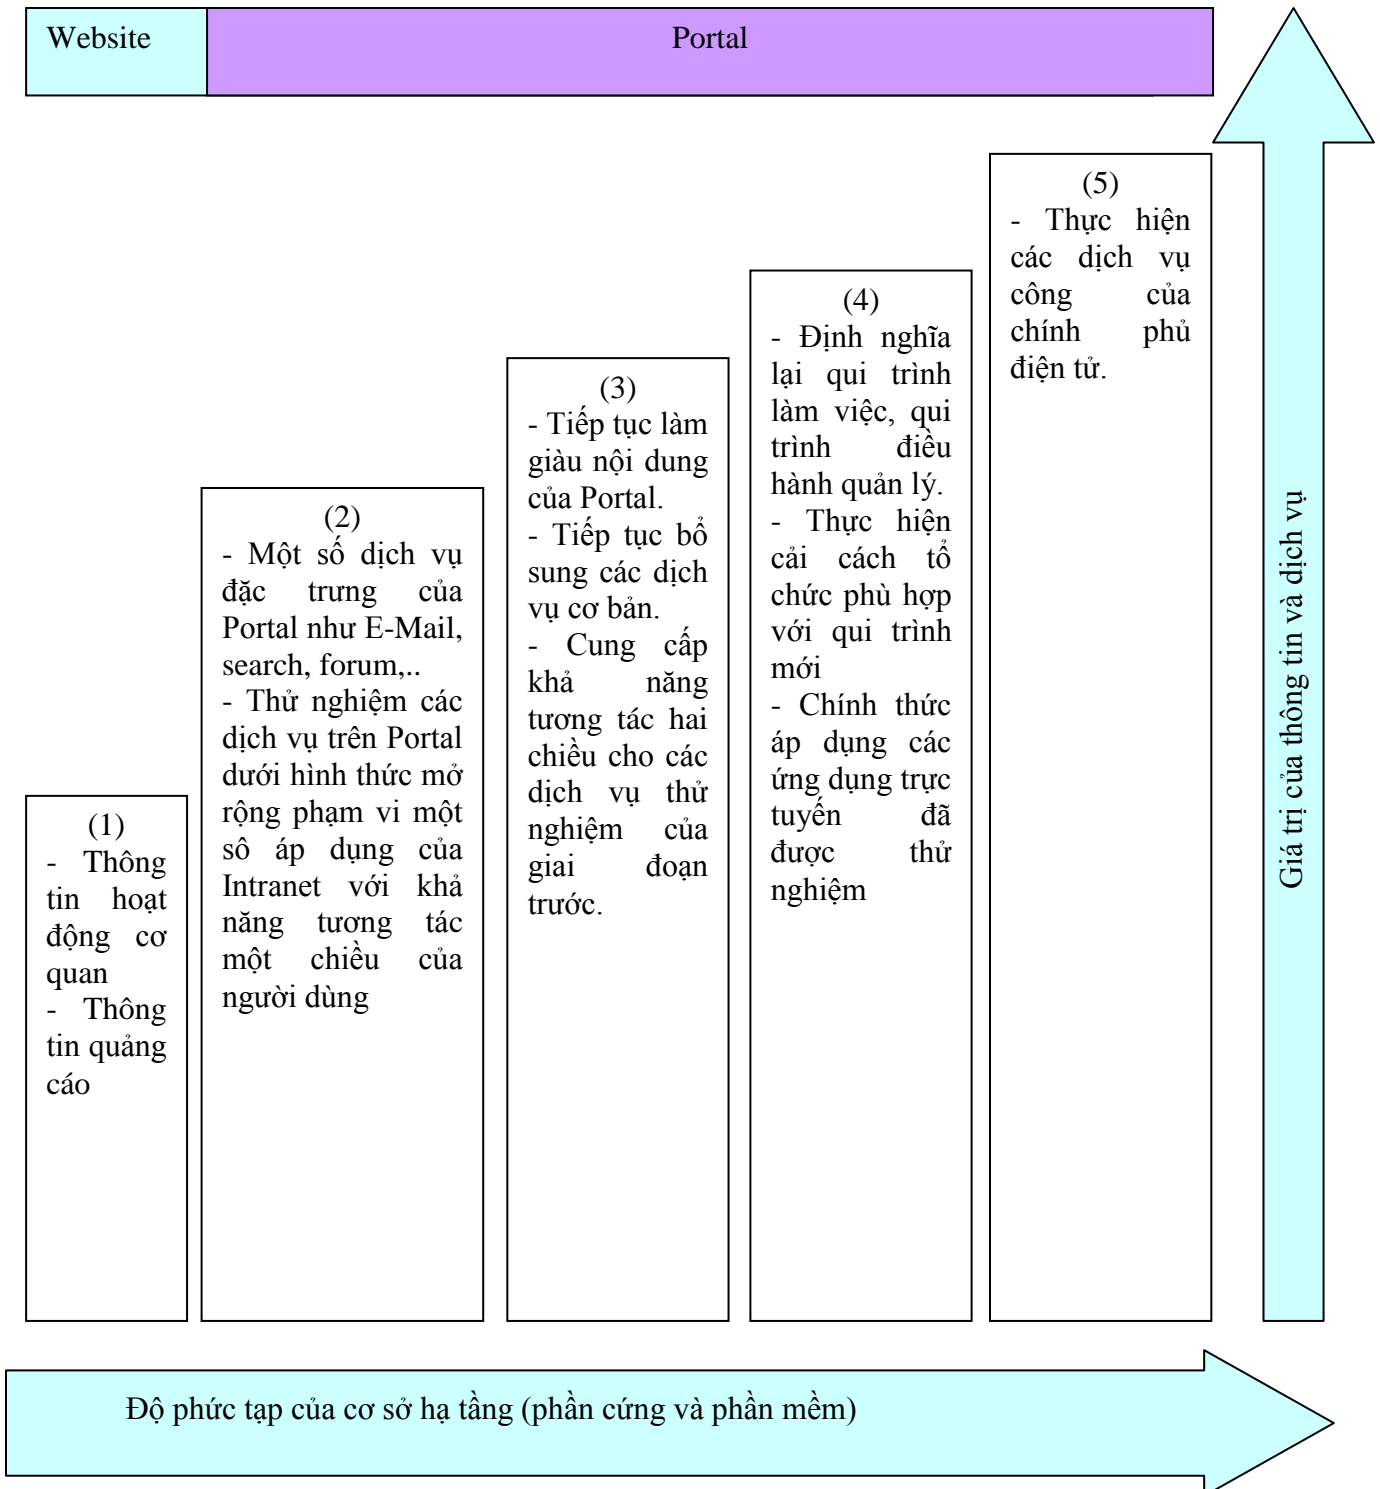 Website
Portal
(1)
- Thông
tin hoạt
động cơ
quan
- Thông
tin quảng
cáo
(2)
- Một số dịch vụ
đặc trưng của
Portal như E-Mail,
search, forum,..
- Thử nghiệm các
dịch vụ trên Portal
dưới hình thức mở
rộng phạm vi một
sô áp dụng của
Intranet với khả
năng tương tác
một chiều của
người dùng
(3)
- Tiếp tục làm
giàu nội dung
của Portal.
- Tiếp tục bổ
sung các dịch
vụ cơ bản.
- Cung cấp
khả năng
tương tác hai
chiều cho các
dịch vụ thử
nghiệm của
giai đoạn
trước.
(4)
- Định nghĩa
lại qui trình
làm việc, qui
trình điều
hành quản lý.
- Thực hiện
cải cách tổ
chức phù hợp
với qui trình
mới
- Chính thức
áp dụng các
ứng dụng trực
tuyến đã
được thử
nghiệm
(5)
- Thực hiện
các dịch vụ
công của
chính phủ
điện tử.
Giá trị của thông tin và dịch vụ
Độ phức tạp của cơ sở hạ tầng (phần cứng và phần mềm)